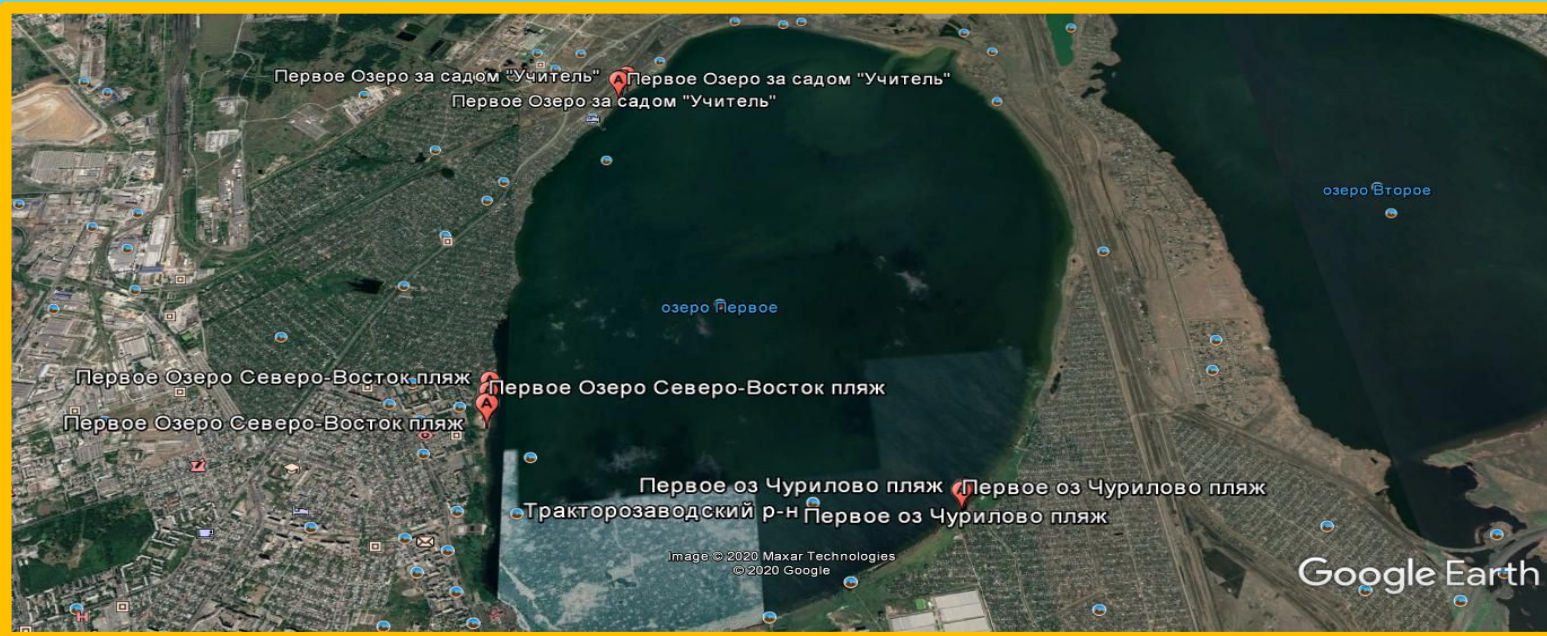 Первое Озеро за садом "Учитель"
Первое Озеро за садом "Учитель"
Первое Озеро за садом "Учитель"
озеро Второе
озеро Первое
Первое Озеро Северо-Восток пляж
Первое Озеро Северо-Восток пляж
Первое Озеро Северо-Восток пляж
Первое оз Чурилово пляж
Первое оз Чурилово пляж
Тракторозаводский р-н
Первое оз Чурилово пляж
Image © 2020 Maxar Technologies
© 2020 Google
Google Earth